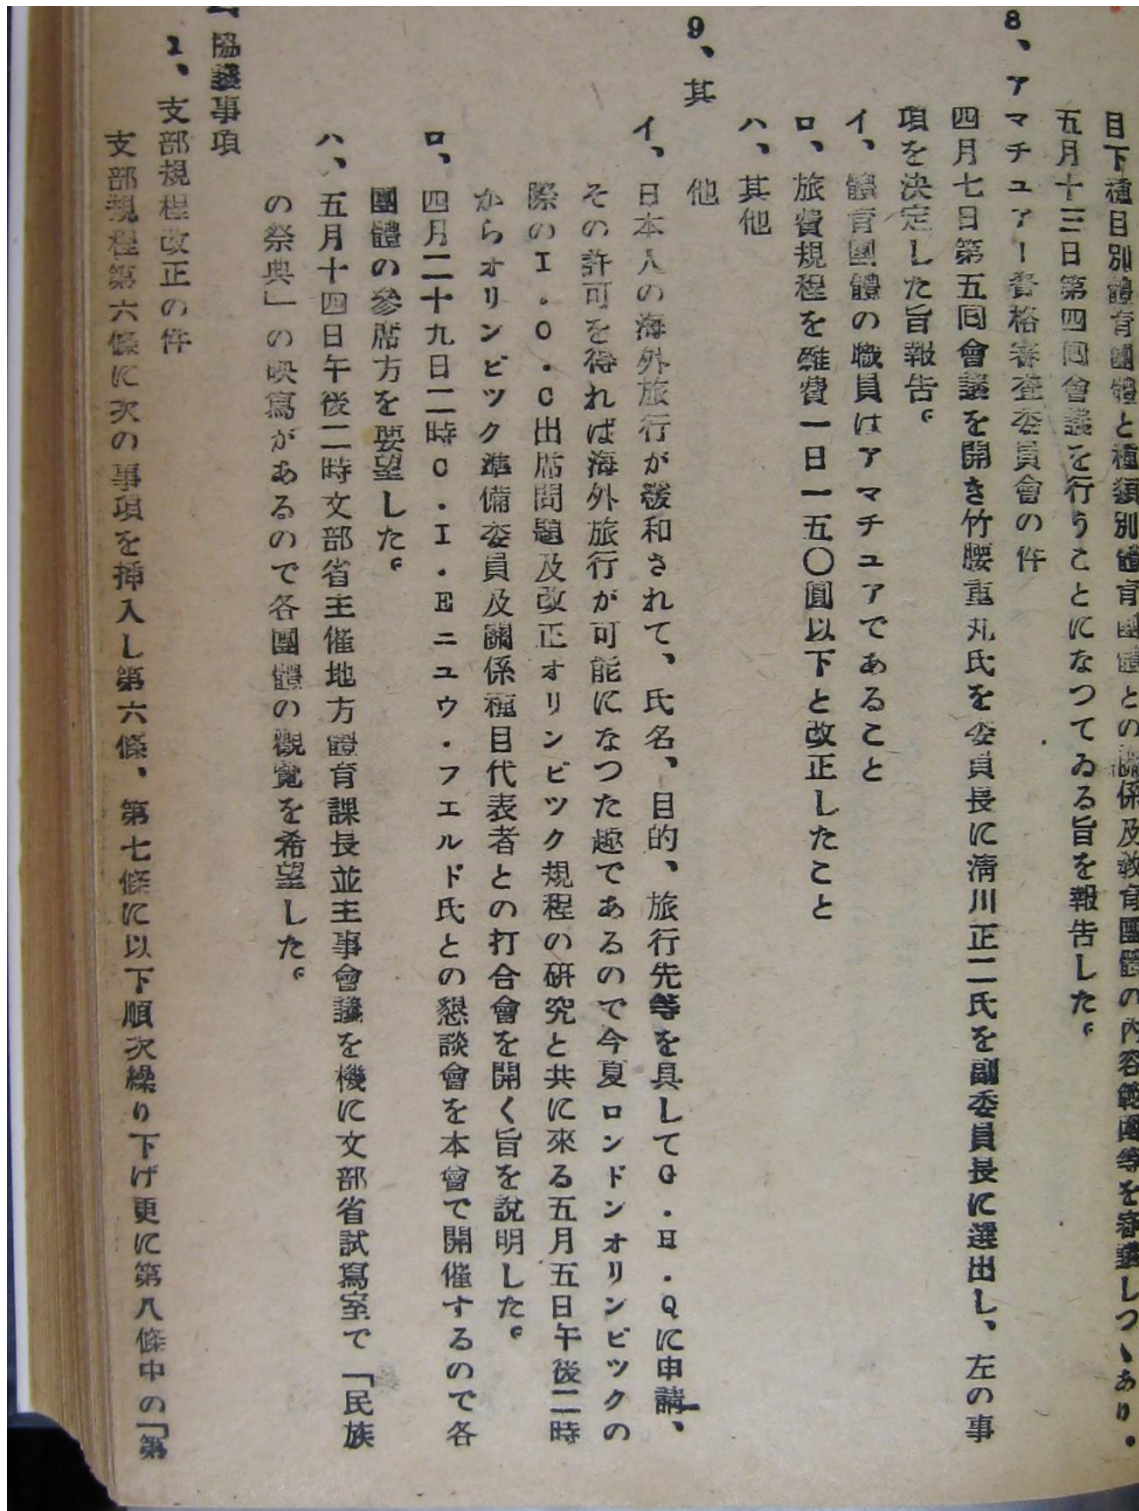 目下種目別體育團體と種類別體育團體との關係及教育團體の內容範圍等を審議しつゝあり。
五月十三日第四囘會議を行うことになつてゐる旨を報告した。
8、アマチュアー資格審査委員會の件
四月七日第五囘會議を開き竹腰重丸氏を委員長に淸川正二氏を副委員長に選出し、左の事
項を決定した旨報告。
イ、體育團體の職員はアマチュアであること
ロ、旅費規程を雜費一日一五〇圓以下と改正したこと
ハ、其他
9、其他
イ、日本人の海外旅行が緩和されて、氏名、目的、旅行先等を具してG・H・Qに申請、
その許可を得れば海外旅行が可能になつた趣であるので今夏ロンドンオリンピツクの
際のI・O・C出席問題及改正オリンピツク規程の硏究と共に來る五月五日午後二時
からオリンピツク準備委員及關係種目代表者との打合會を開く旨を說明した。
ロ、四月二十九日二時C・I・Eニユウ・フエルド氏との懇談會を本會で開催するので各
團體の參席方を要望した。
ハ、五月十四日午後二時文部省主催地方體育課長並主事會議を機に文部省試寫室で「民族
の祭典」の映寫があるので各團體の觀覽を希望した。
協議事項
1、支部規程改正の件
支部規程第六條に次の事項を揷入し第六條、第七條に以下順次繰り下げ更に第八條中の「第